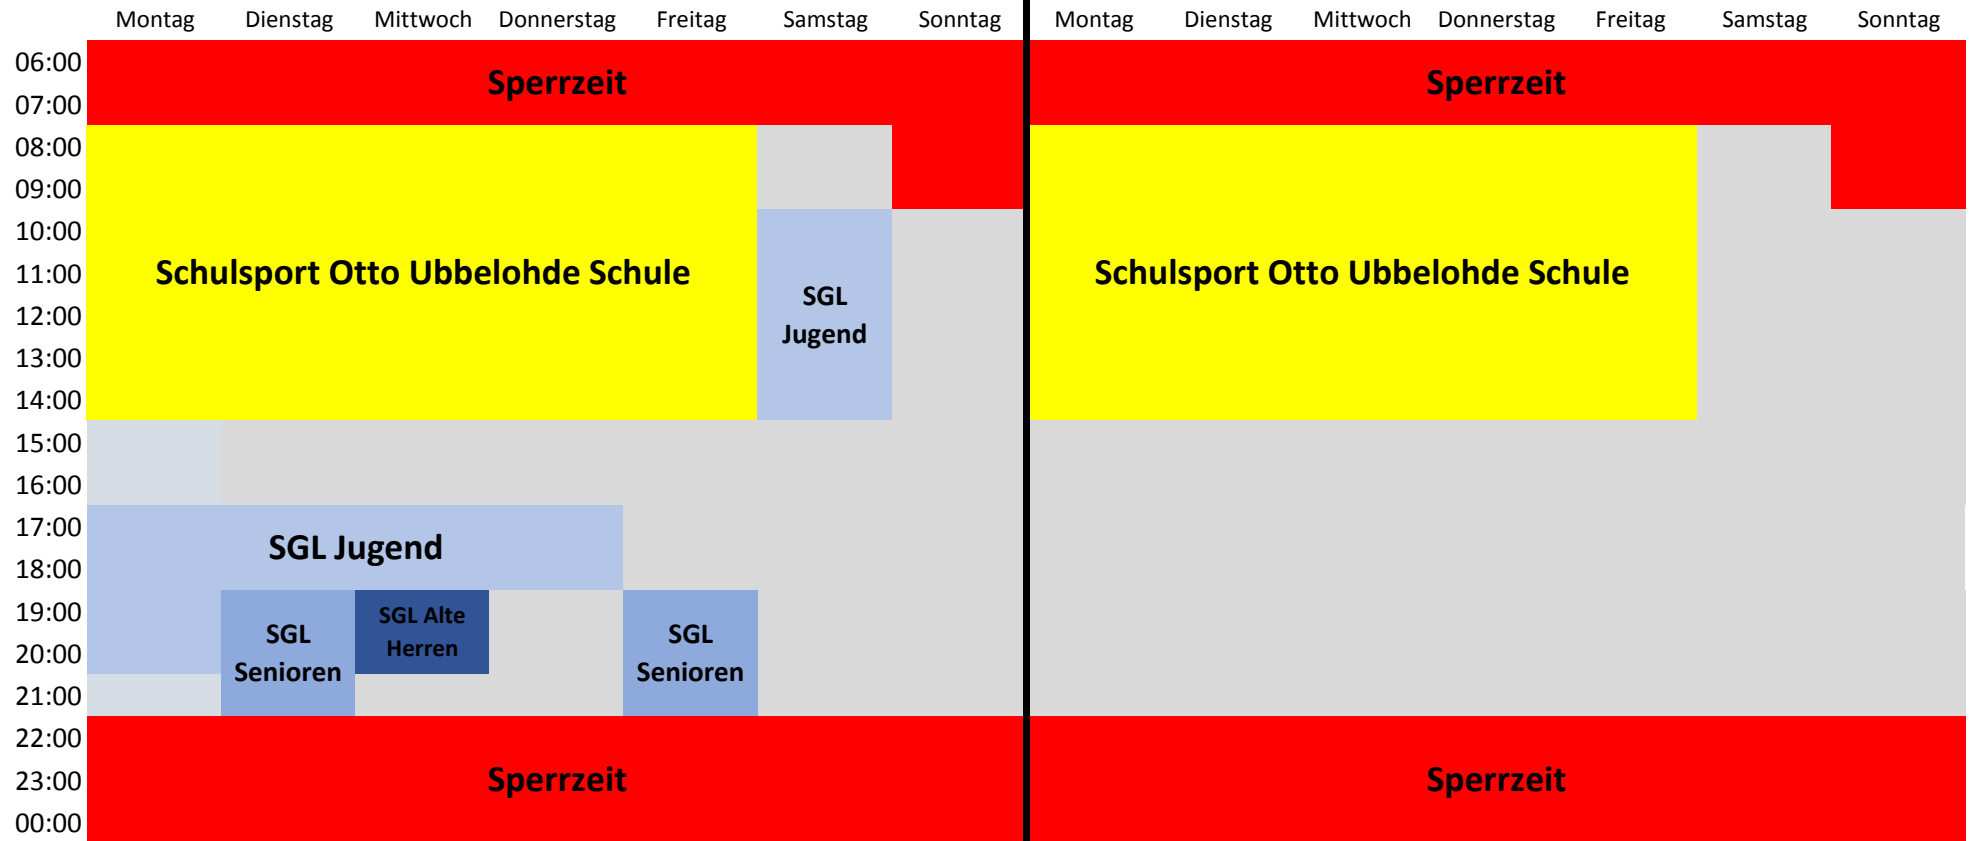 Montag Dienstag Mittwoch Donnerstag Freitag Samstag Sonntag Montag Dienstag Mittwoch Donnerstag Freitag Samstag Sonntag
06:00
Sperrzeit Sperrzeit
07:00
08:00
09:00
10:00
11:00
Schulsport Otto Ubbelohde Schule Schulsport Otto Ubbelohde Schule
SGL
12:00
Jugend
13:00
14:00
15:00
16:00
17:00
SGL Jugend
18:00
19:00
SGL Alte
SGL SGL
Herren
20:00
Senioren Senioren
21:00
22:00
23:00
Sperrzeit Sperrzeit
00:00